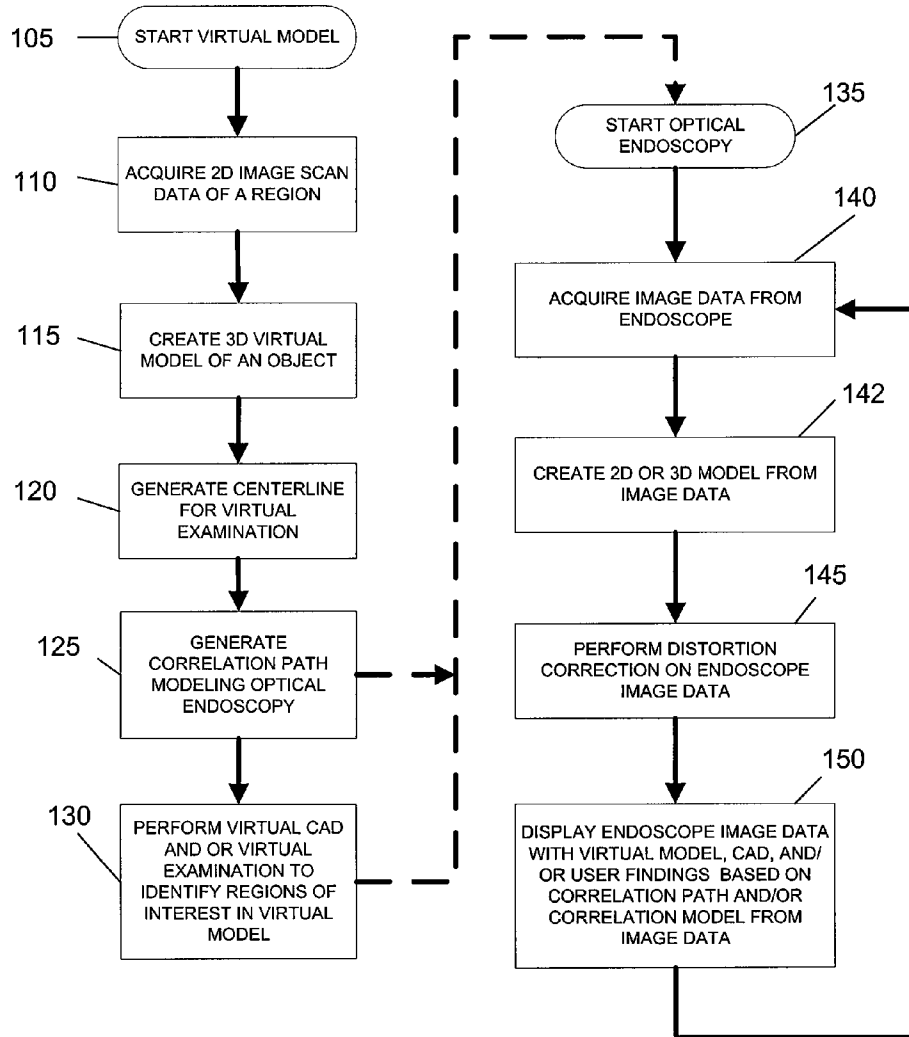 105
START VIRTUAL MODEL
110
ACQUIRE 2D IMAGE SCAN
DATA OF A REGION
115
CREATE 3D VIRTUAL
MODEL OF AN OBJECT
120
GENERATE CENTERLINE
FOR VIRTUAL
EXAMINATION
125
GENERATE
CORRELATION PATH
MODELING OPTICAL
ENDOSCOPY
130
PERFORM VIRTUAL CAD
AND OR VIRTUAL
EXAMINATION TO
IDENTIFY REGIONS OF
INTEREST IN VIRTUAL
MODEL
135
START OPTICAL
ENDOSCOPY
140
ACQUIRE IMAGE DATA FROM
ENDOSCOPE
142
CREATE 2D OR 3D MODEL FROM
IMAGE DATA
145
PERFORM DISTORTION
CORRECTION ON ENDOSCOPE
IMAGE DATA
150
DISPLAY ENDOSCOPE IMAGE DATA
WITH VIRTUAL MODEL, CAD, AND/
OR USER FINDINGS BASED ON
CORRELATION PATH AND/OR
CORRELATION MODEL FROM
IMAGE DATA